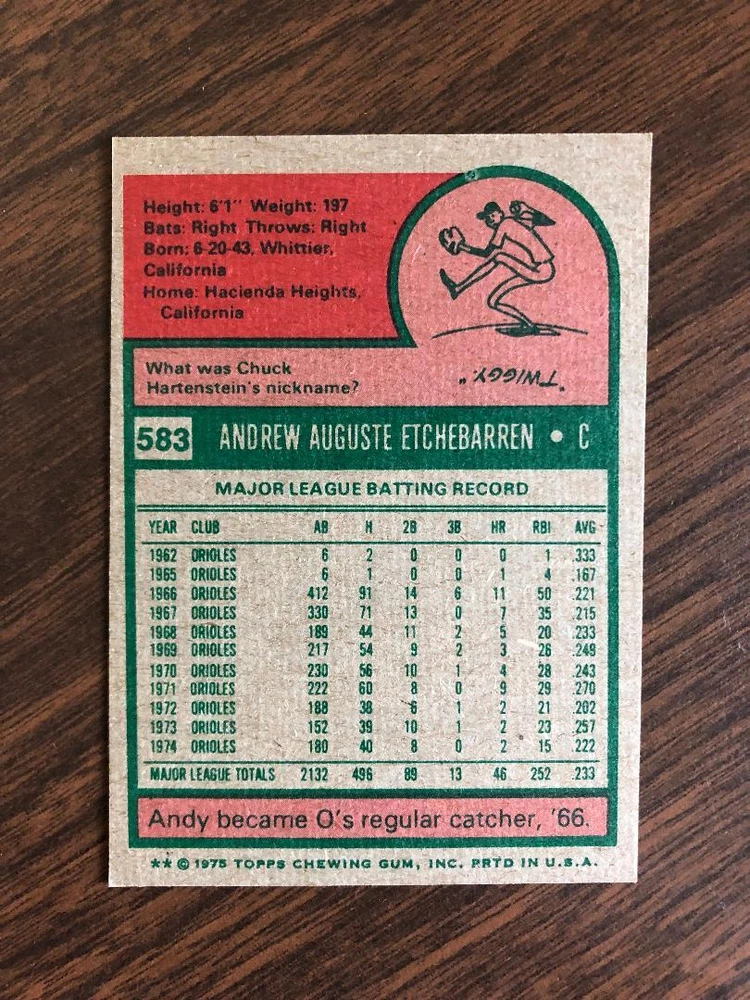 Height: 6'1" Weight: 197
Bats: Right Throws: Right
Born: 6-20-43, Whittier,
California
Home: Hacienda Heights,
California
What was Chuck
Hartenstein's nickname?
"TWIGGY."
583 ANDREW AUGUSTE ETCHEBARREN • C
MAJOR LEAGUE BATTING RECORD
YEAR CLUB AB H 2B 3B HR RBI AVG
1962 ORIOLES 6 2 0 0 0 1 .333
1965 ORIOLES 6 1 0 0 1 4 .167
1966 ORIOLES 412 91 14 6 11 50 .221
1967 ORIOLES 330 71 13 0 7 35 .215
1968 ORIOLES 189 44 11 2 5 20 .233
1969 ORIOLES 217 54 9 2 3 26 .249
1970 ORIOLES 230 56 10 1 4 28 .243
1971 ORIOLES 222 60 8 0 9 29 .270
1972 ORIOLES 188 38 6 1 2 21 .202
1973 ORIOLES 152 39 10 1 2 23 .257
1974 ORIOLES 180 40 8 0 2 15 .222
MAJOR LEAGUE TOTALS 2132 496 89 13 46 252 .233
Andy became O's regular catcher, '66.
** © 1975 TOPPS CHEWING GUM, INC. PRTD IN U.S.A.